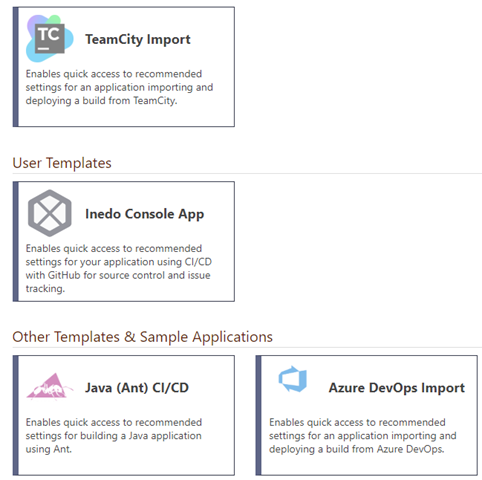 TC
TeamCity Import
Enables quick access to recommended
settings for an application importing and
deploying a build from TeamCity.
User Templates
Inedo Console App
Enables quick access to recommended
settings for your application using CI/CD
with GitHub for source control and issue
tracking.
Other Templates & Sample Applications
Java (Ant) CI/CD
Enables quick access to recommended
settings for building a Java application
using Ant.
Azure DevOps Import
Enables quick access to recommended
settings for an application importing and
deploying a build from Azure DevOps.